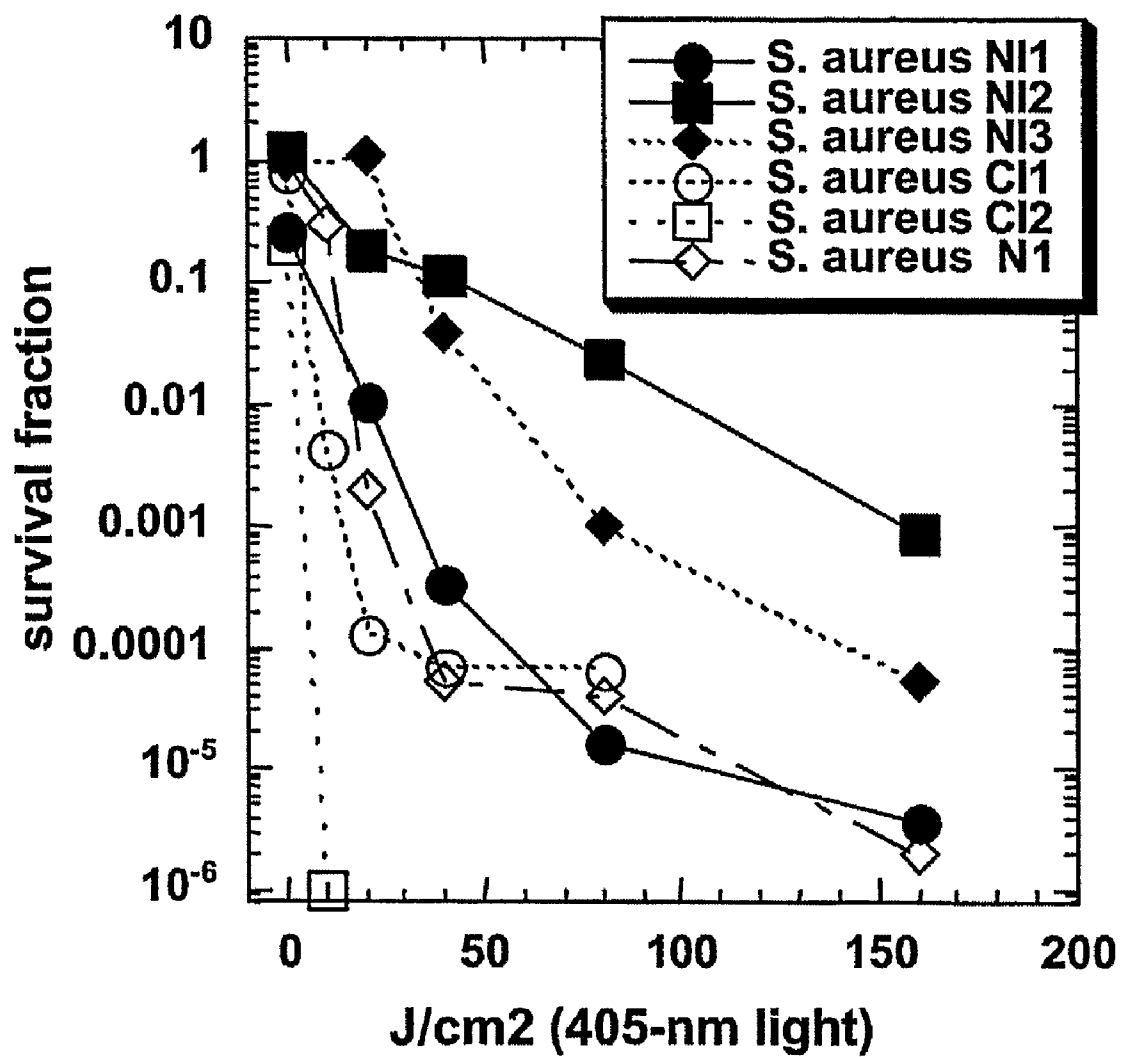 10
1
0.1
0.01
0.001
0.0001
10-5
10-6
survival fraction
S. aureus NI1
S. aureus NI2
S. aureus NI3
S. aureus CI1
S. aureus CI2
S. aureus N1
0 50 100 150 200
J/cm2 (405-nm light)